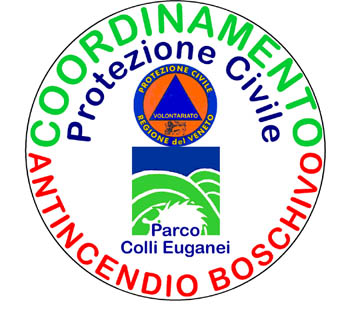 COORDINAMENTO
Protezione Civile
PROTEZIONE CIVILE
VOLONTARIATO
REGIONE del VENETO
Parco
Colli Euganei
ANTINCENDIO BOSCHIVO